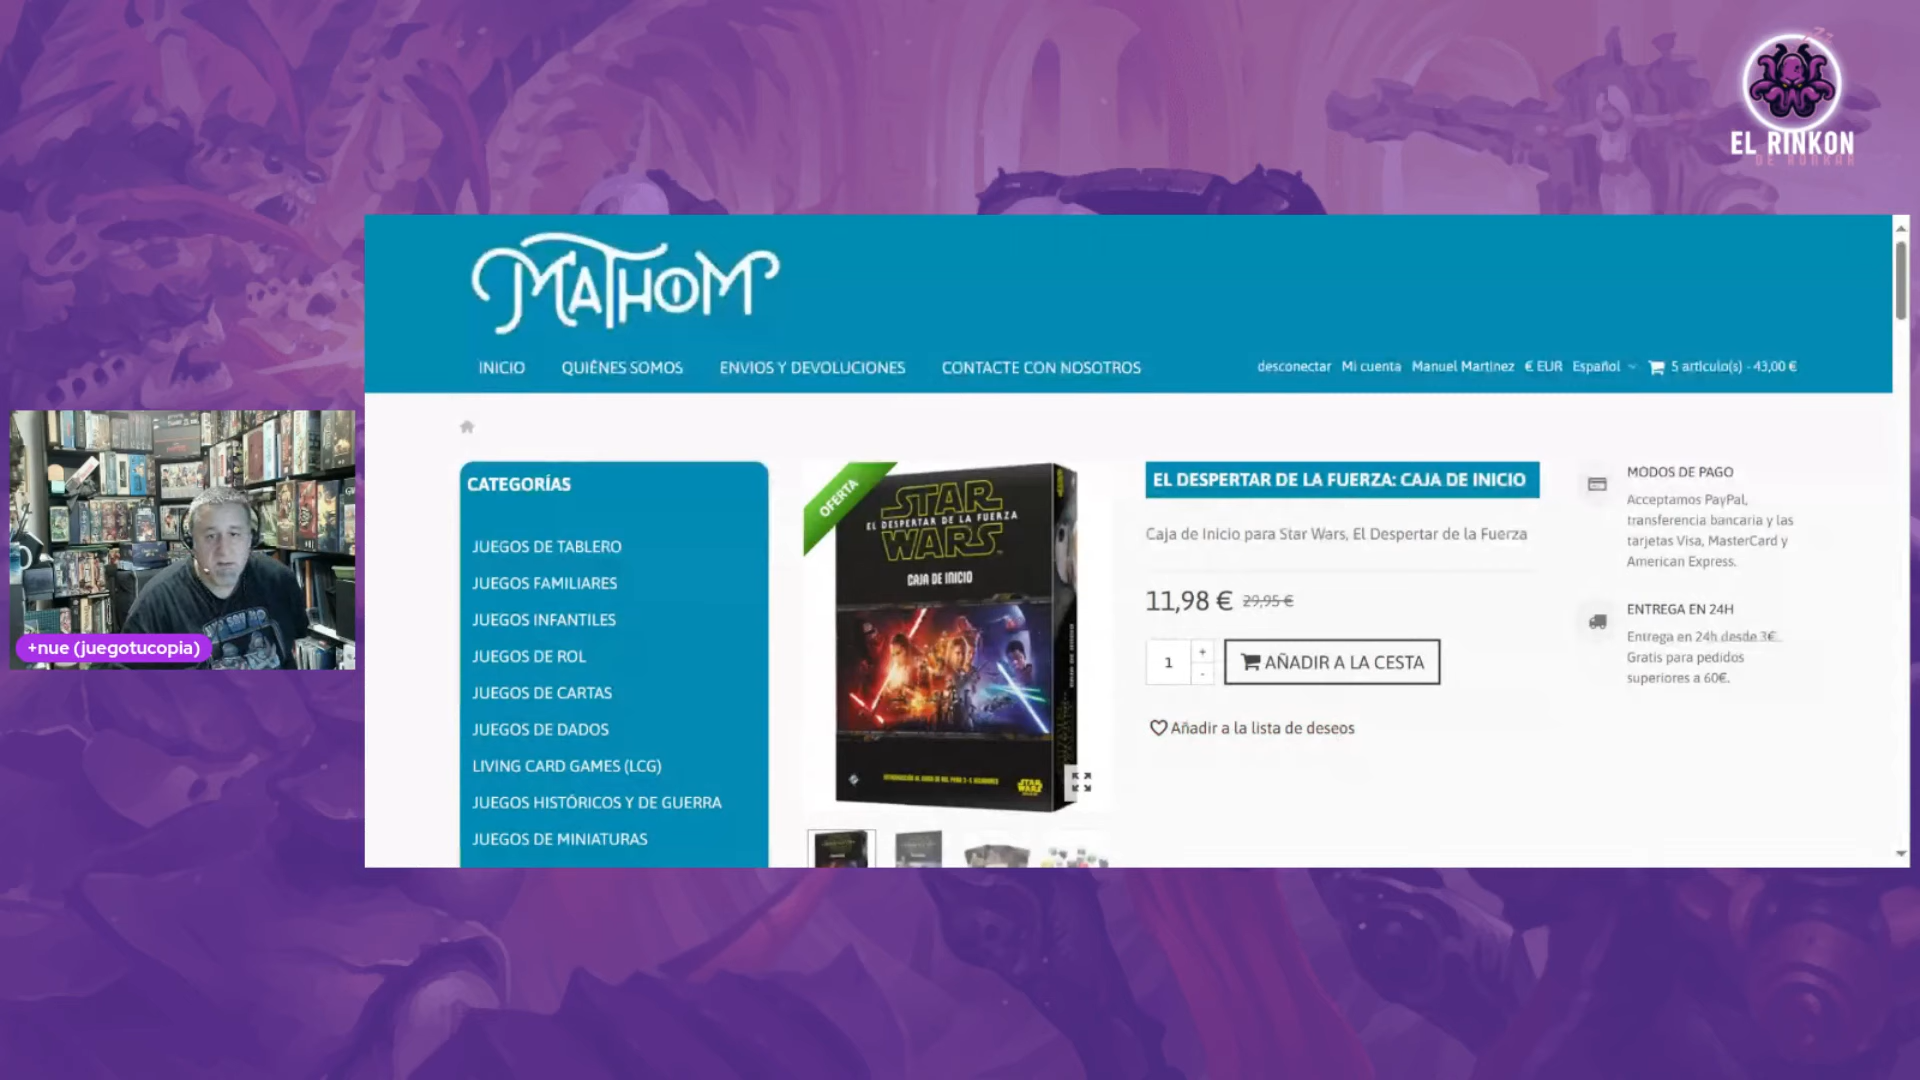 EL RINKON
DE RONKAR
MATHOM
INICIO
QUIÉNES SOMOS
ENVIOS Y DEVOLUCIONES
CONTACTE CON NOSOTROS
desconectar
Mi cuenta
Manuel Martinez
€ EUR
Español
5 artículo(s) - 43,00 €
CATEGORÍAS
JUEGOS DE TABLERO
JUEGOS FAMILIARES
JUEGOS INFANTILES
JUEGOS DE ROL
JUEGOS DE CARTAS
JUEGOS DE DADOS
LIVING CARD GAMES (LCG)
JUEGOS HISTÓRICOS Y DE GUERRA
JUEGOS DE MINIATURAS
OFERTA
STAR
EL DESPERTAR DE LA FUERZA
WARS
CAJA DE INICIO
STAR
WARS
EL DESPERTAR DE LA FUERZA: CAJA DE INICIO
Caja de Inicio para Star Wars, El Despertar de la Fuerza
11,98 € 29,95 €
1
+
-
AÑADIR A LA CESTA
Añadir a la lista de deseos
MODOS DE PAGO
Acceptamos PayPal,
transferencia bancaria y las
tarjetas Visa, MasterCard y
American Express.
ENTREGA EN 24H
Entrega en 24h desde 3€.
Gratis para pedidos
superiores a 60€.
+nue (juegotucopia)